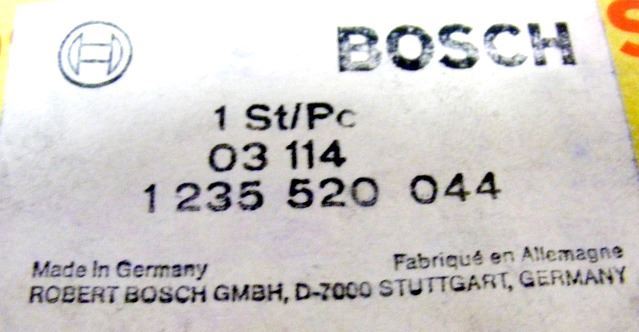 BOSCH
1 St/Pc
03 114
1 235 520 044
Made in Germany Fabriqué en Allemagne
ROBERT BOSCH GMBH, D-7000 STUTTGART, GERMANY